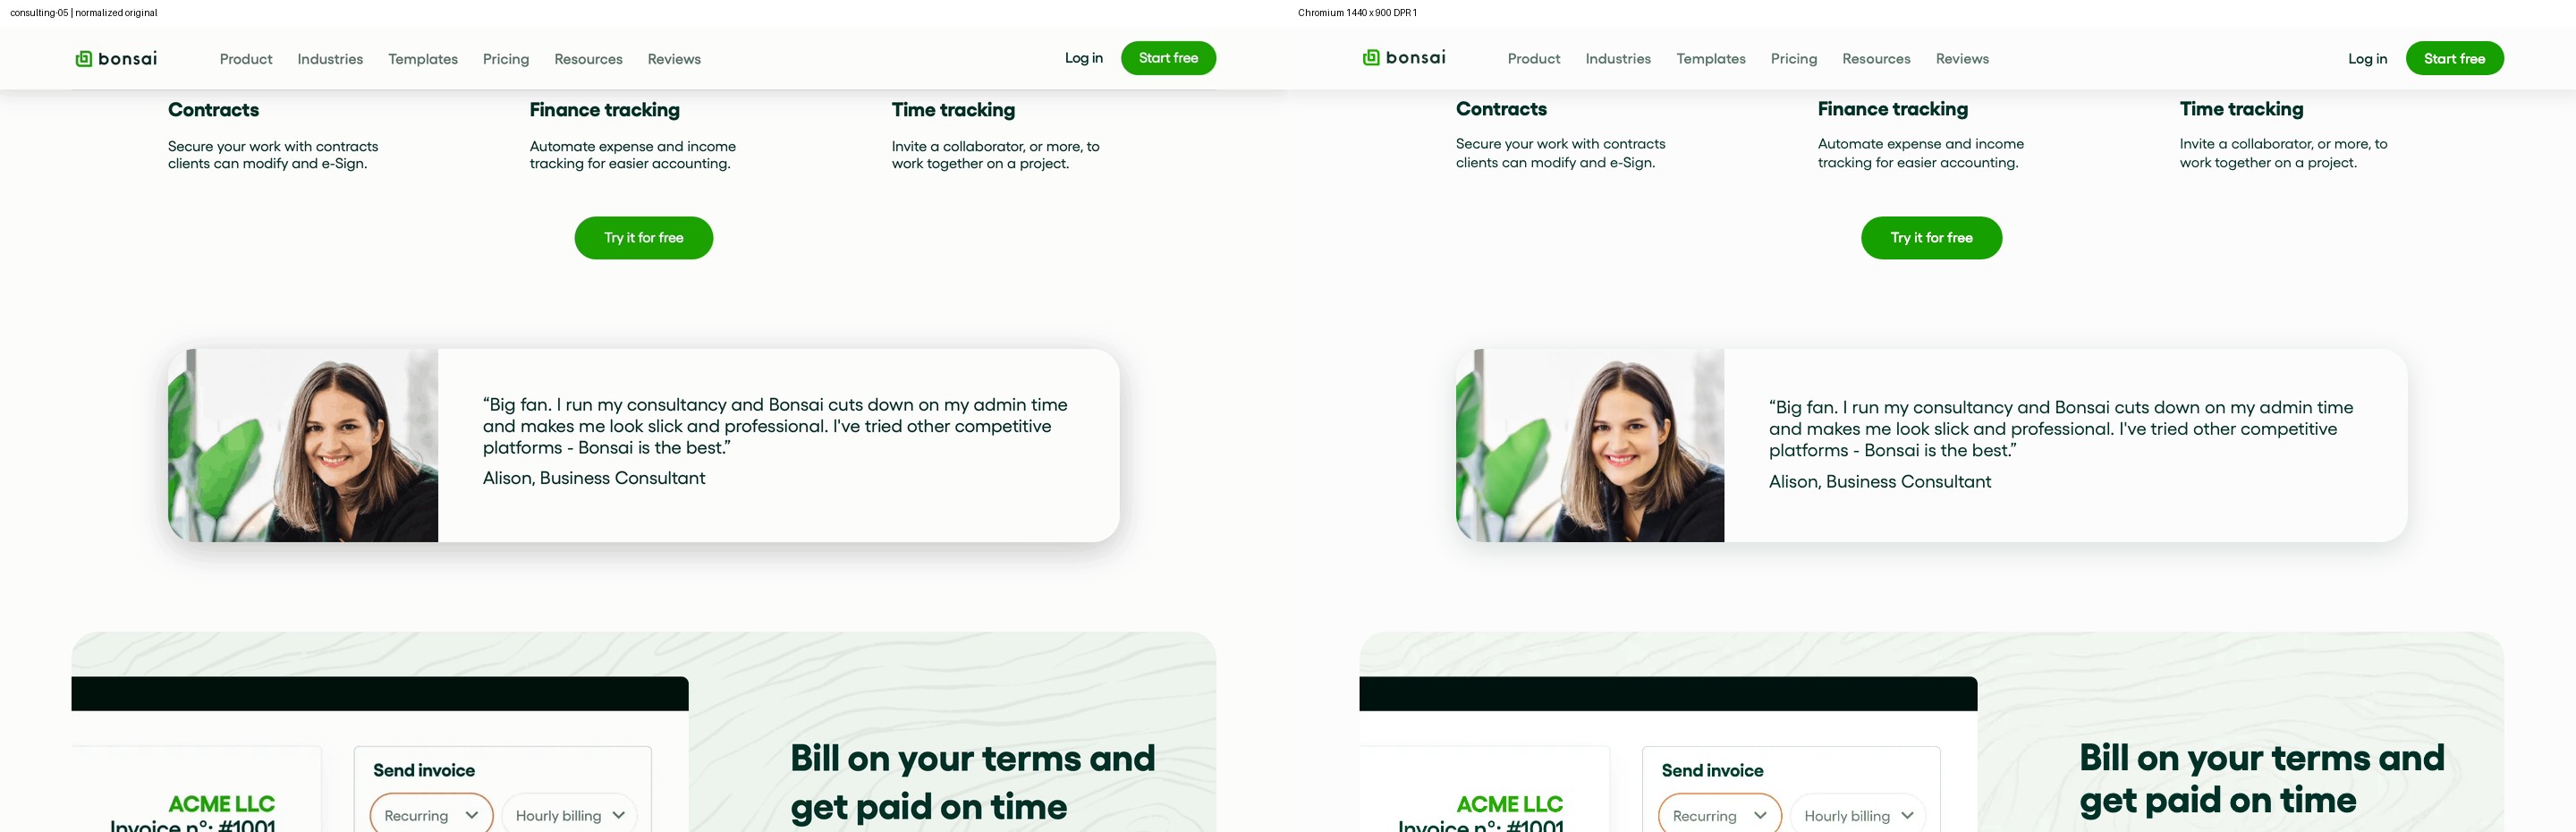 consulting-05 | normalized original
bonsai Product Industries Templates Pricing Resources Reviews Log in Start free
Contracts Finance tracking Time tracking
Secure your work with contracts Automate expense and income Invite a collaborator, or more, to
clients can modify and e-Sign. tracking for easier accounting. work together on a project.
Try it for free
“Big fan. I run my consultancy and Bonsai cuts down on my admin time
and makes me look slick and professional. I've tried other competitive
platforms - Bonsai is the best.”
Alison, Business Consultant
Send invoice
Recurring Hourly billing
ACME LLC
Invoice n°: #1001
Bill on your terms and
get paid on time
Chromium 1440 x 900 DPR 1
bonsai Product Industries Templates Pricing Resources Reviews Log in Start free
Contracts Finance tracking Time tracking
Secure your work with contracts Automate expense and income Invite a collaborator, or more, to
clients can modify and e-Sign. tracking for easier accounting. work together on a project.
Try it for free
“Big fan. I run my consultancy and Bonsai cuts down on my admin time
and makes me look slick and professional. I've tried other competitive
platforms - Bonsai is the best.”
Alison, Business Consultant
Send invoice
Recurring Hourly billing
ACME LLC
Invoice n°: #1001
Bill on your terms and
get paid on time